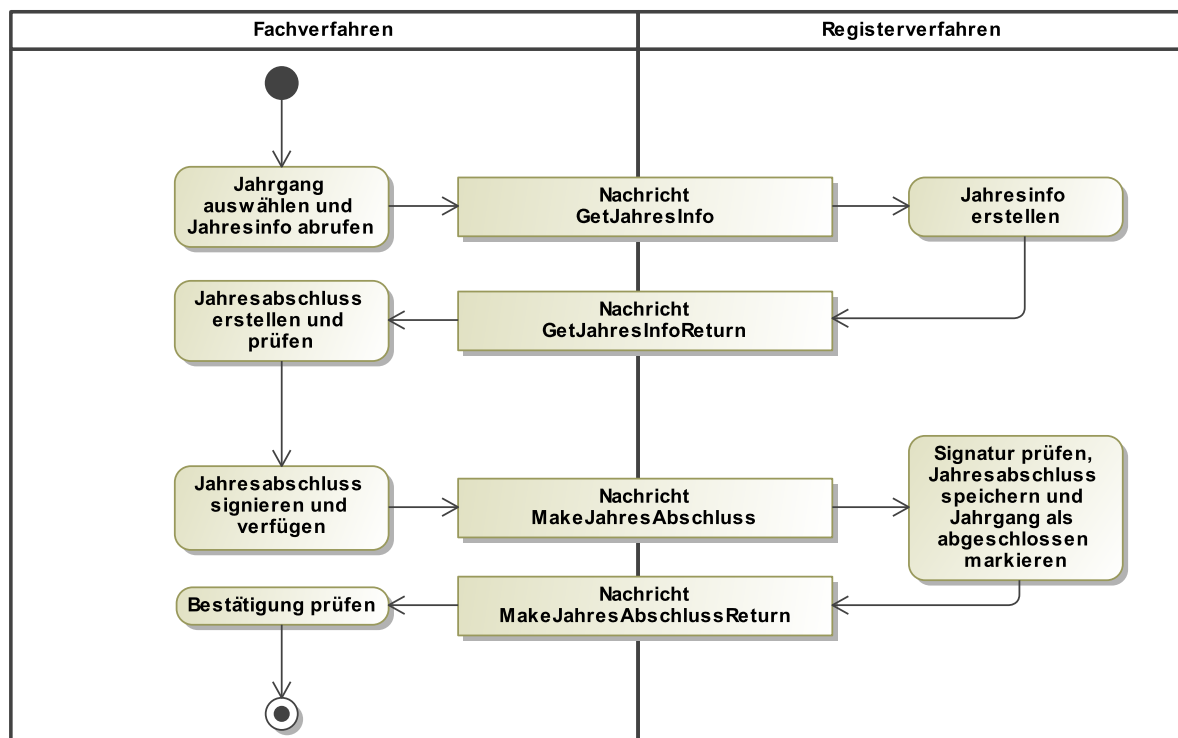 Fachverfahren
Registerverfahren
Jahrgang
auswählen und
Jahresinfo abrufen
Nachricht
GetJahresInfo
Jahresinfo
erstellen
Jahresabschluss
erstellen und
prüfen
Nachricht
GetJahresInfoReturn
Jahresabschluss
signieren und
verfügen
Nachricht
MakeJahresAbschluss
Signatur prüfen,
Jahresabschluss
speichern und
Jahrgang als
abgeschlossen
markieren
Bestätigung prüfen
Nachricht
MakeJahresAbschlussReturn